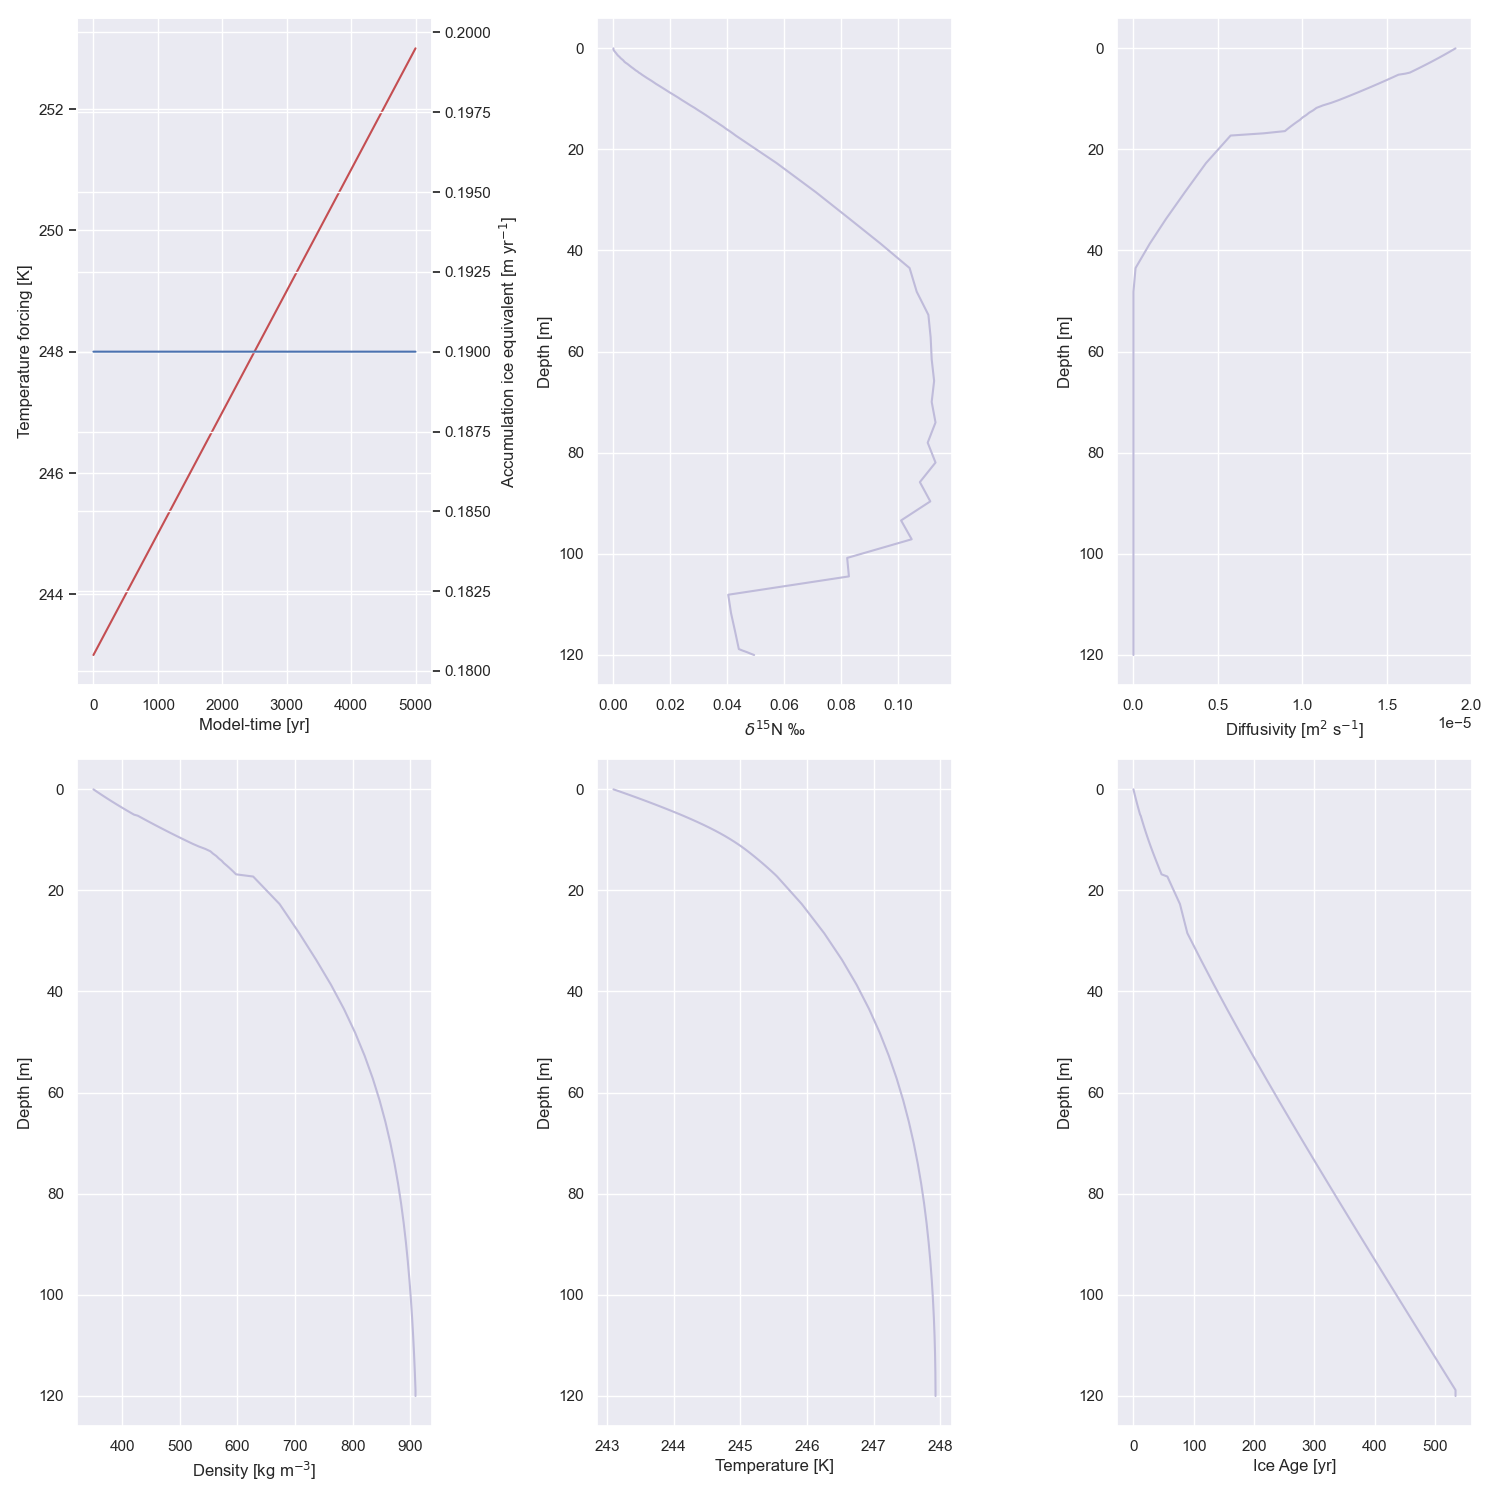 Temperature forcing [K]
252
250
248
246
244
0 1000 2000 3000 4000 5000
Model-time [yr]
0.2000
0.1975
0.1950
0.1925
0.1900
0.1875
0.1850
0.1825
0.1800
Accumulation ice equivalent [m yr⁻¹]
Depth [m]
0
20
40
60
80
100
120
0.00 0.02 0.04 0.06 0.08 0.10
δ¹⁵N ‰
Depth [m]
0
20
40
60
80
100
120
0.0 0.5 1.0 1.5 2.0
1e−5
Diffusivity [m² s⁻¹]
Depth [m]
0
20
40
60
80
100
120
400 500 600 700 800 900
Density [kg m⁻³]
Depth [m]
0
20
40
60
80
100
120
243 244 245 246 247 248
Temperature [K]
Depth [m]
0
20
40
60
80
100
120
0 100 200 300 400 500
Ice Age [yr]